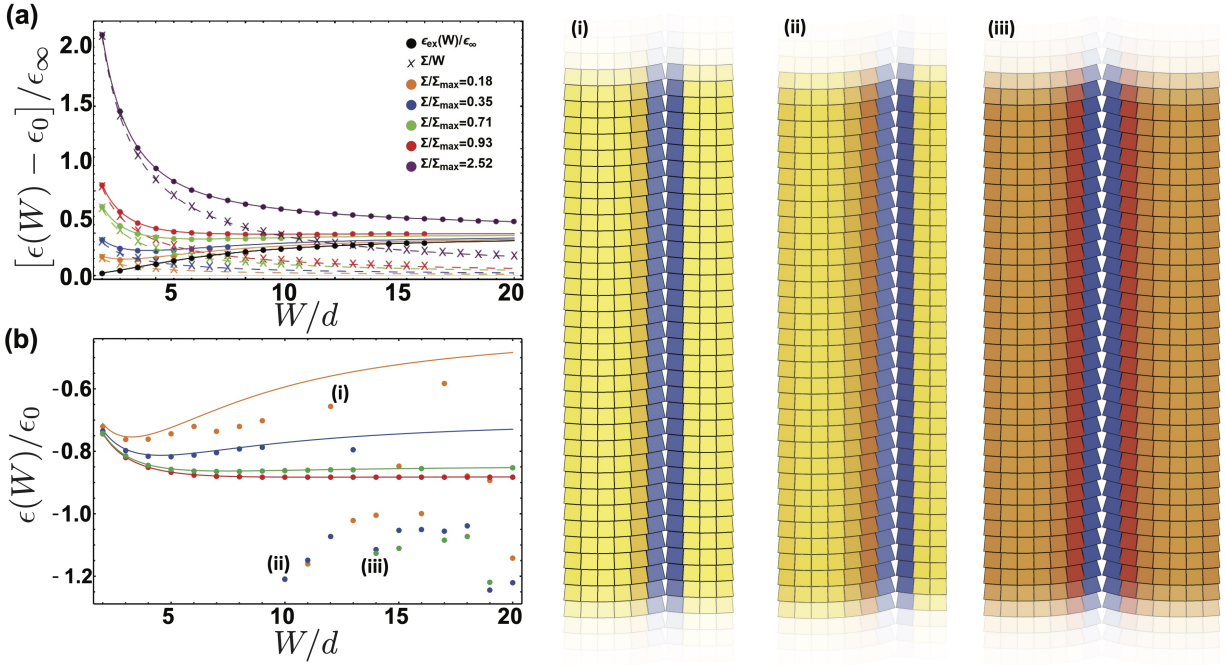 (a)
[ϵ(W) − ϵ₀]/ϵ∞
2.0
1.5
1.0
0.5
0.0
ϵex(W)/ϵ∞
Σ/W
Σ/Σmax=0.18
Σ/Σmax=0.35
Σ/Σmax=0.71
Σ/Σmax=0.93
Σ/Σmax=2.52
5 10 15 20
W/d
(b)
ϵ(W)/ϵ₀
-0.6
-0.8
-1.0
-1.2
(i)
(ii)
(iii)
5 10 15 20
W/d
(i)
(ii)
(iii)